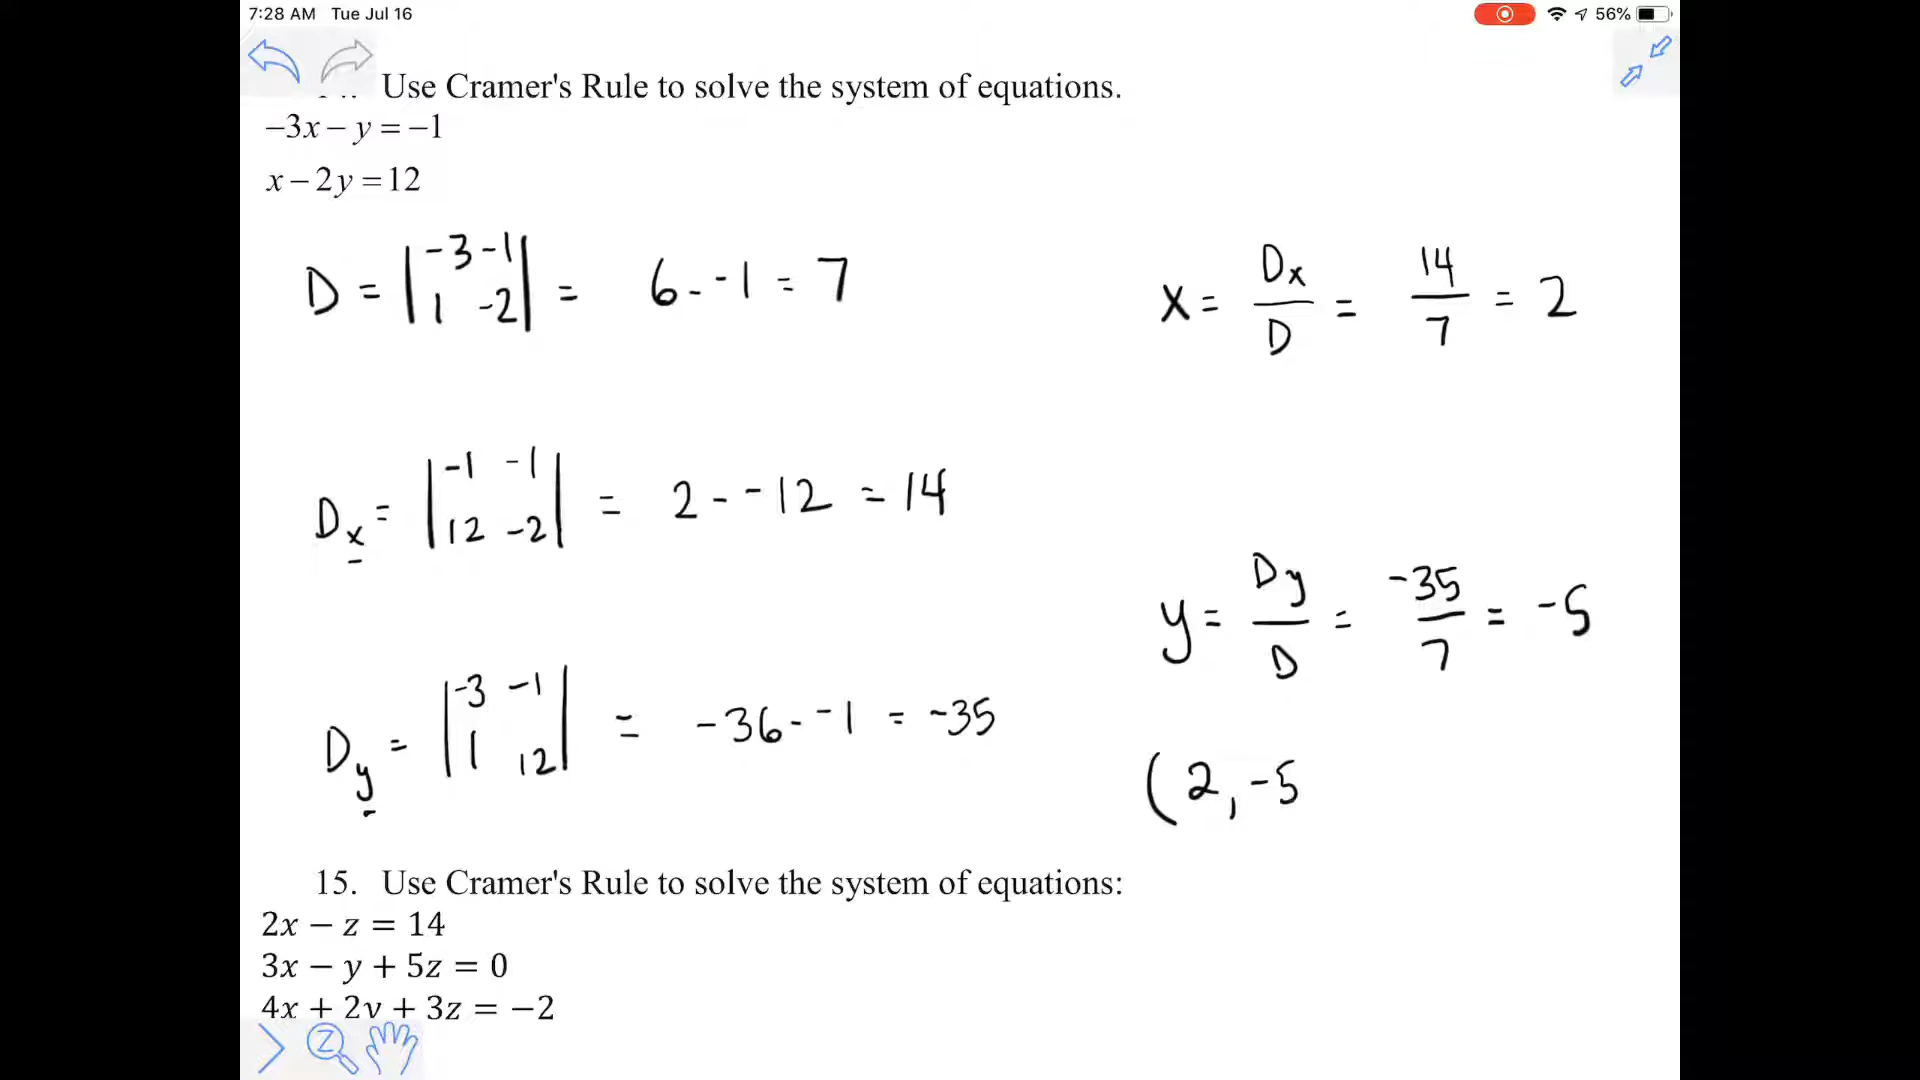 7:28 AM Tue Jul 16 56%
Use Cramer's Rule to solve the system of equations.
−3x − y = −1
x − 2y = 12
D = |-3 -1| = 6 - -1 = 7
|1 -2|
x = Dx/D = 14/7 = 2
Dx = |-1 -1| = 2 - -12 = 14
|12 -2|
y = Dy/D = -35/7 = -5
Dy = |-3 -1| = -36 - -1 = -35
|1 12|
(2, -5
15. Use Cramer's Rule to solve the system of equations:
2x − z = 14
3x − y + 5z = 0
4x + 2y + 3z = −2
Z